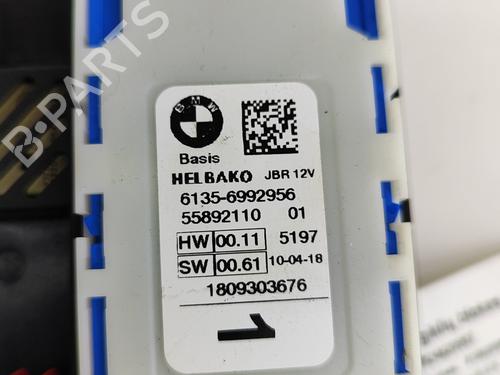 B-PARTS
BMW
Basis
HELBAKO JBR 12V
6135-6992956
55892110 01
HW 00.11 5197
SW 00.61 10-04-18
1809303676
1